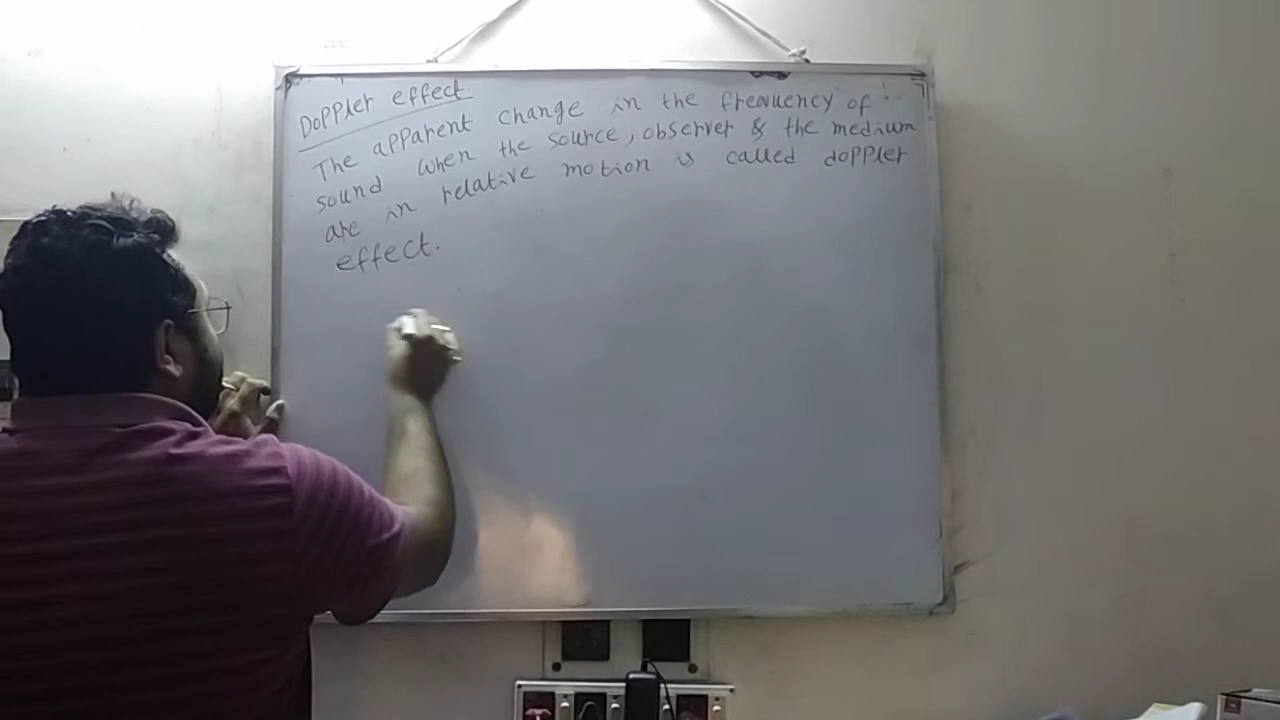 Doppler effect
The apparent change in the frequency of
sound when the source, observer & the medium
are in relative motion is called doppler
effect.